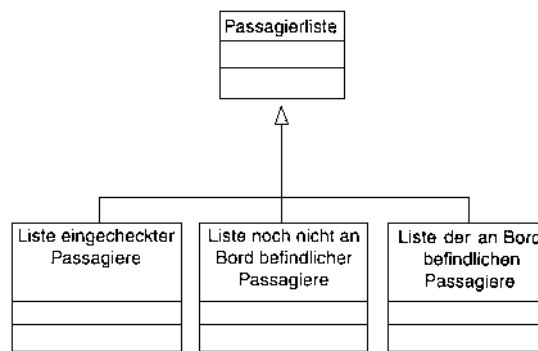 Passagierliste
Liste eingecheckter
Passagiere
Liste noch nicht an
Bord befindlicher
Passagiere
Liste der an Bord
befindlichen
Passagiere